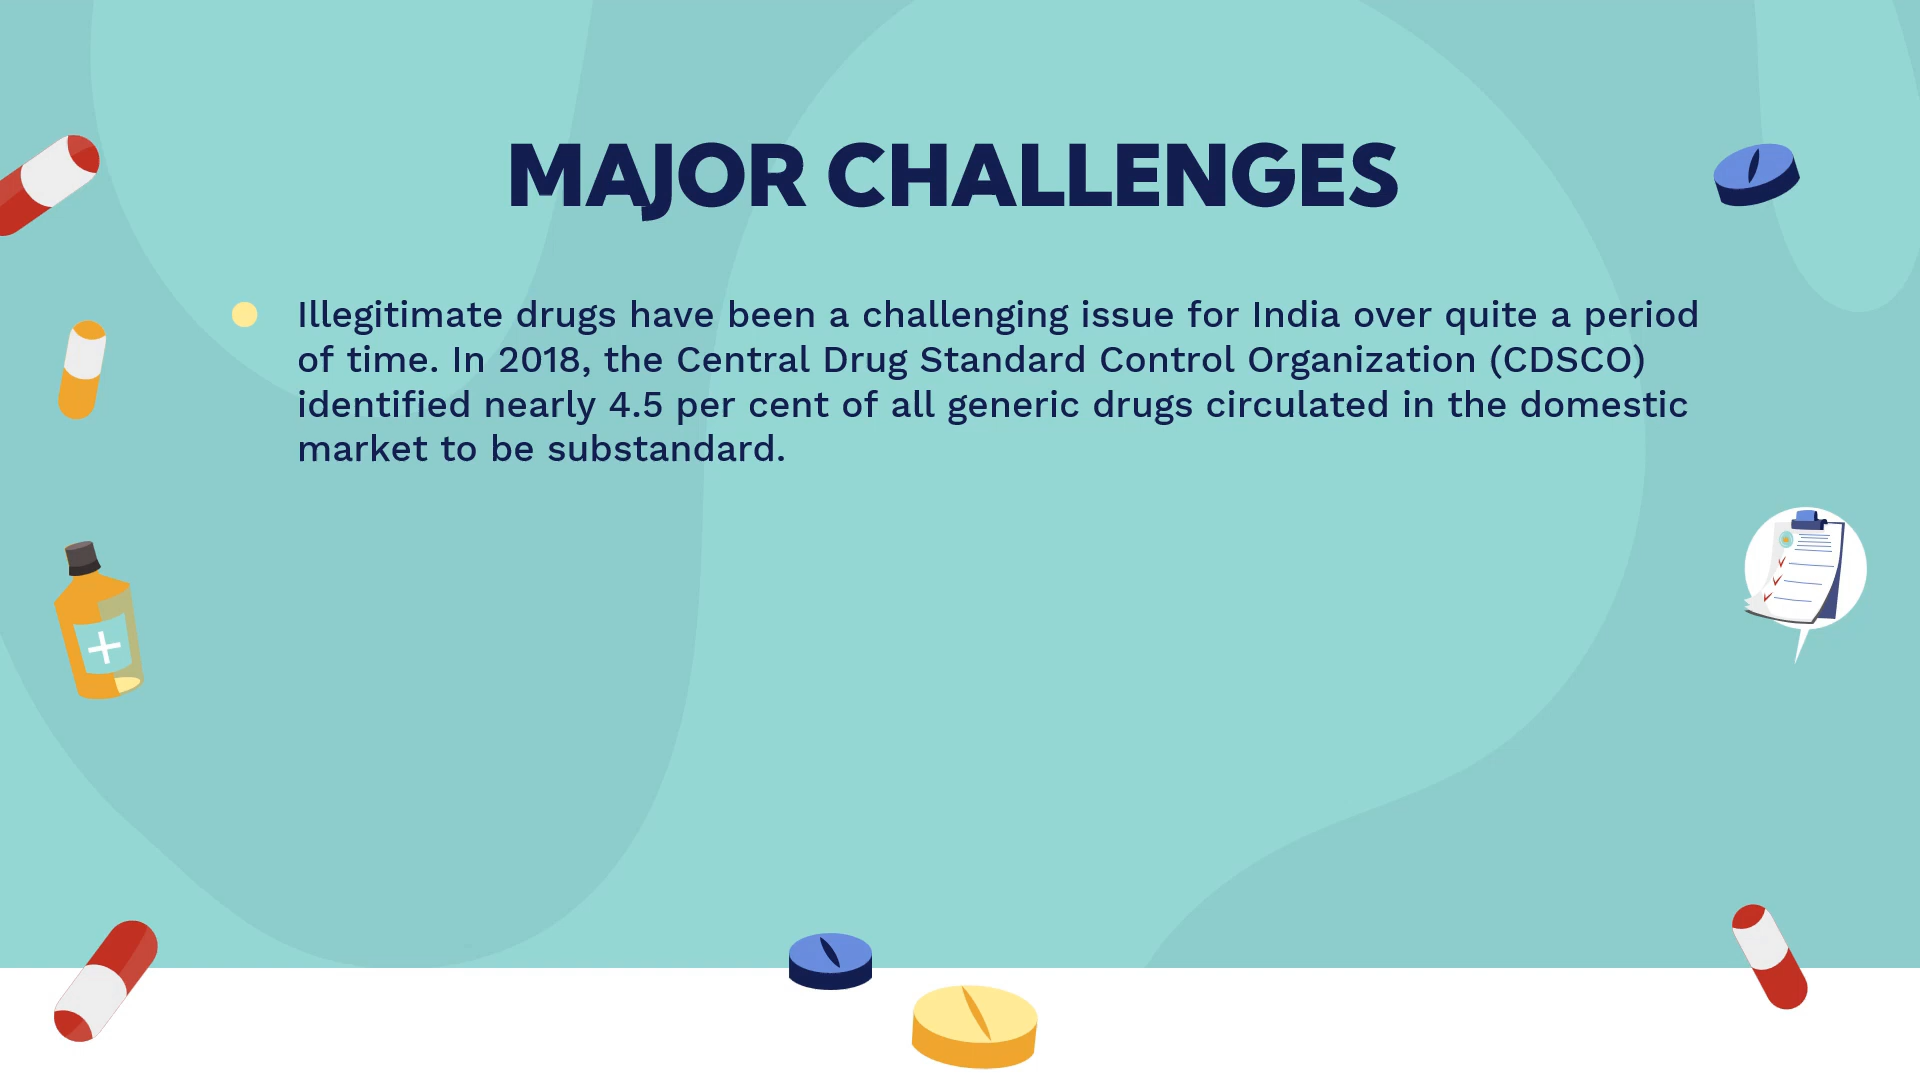 MAJOR CHALLENGES
Illegitimate drugs have been a challenging issue for India over quite a period
of time. In 2018, the Central Drug Standard Control Organization (CDSCO)
identified nearly 4.5 per cent of all generic drugs circulated in the domestic
market to be substandard.